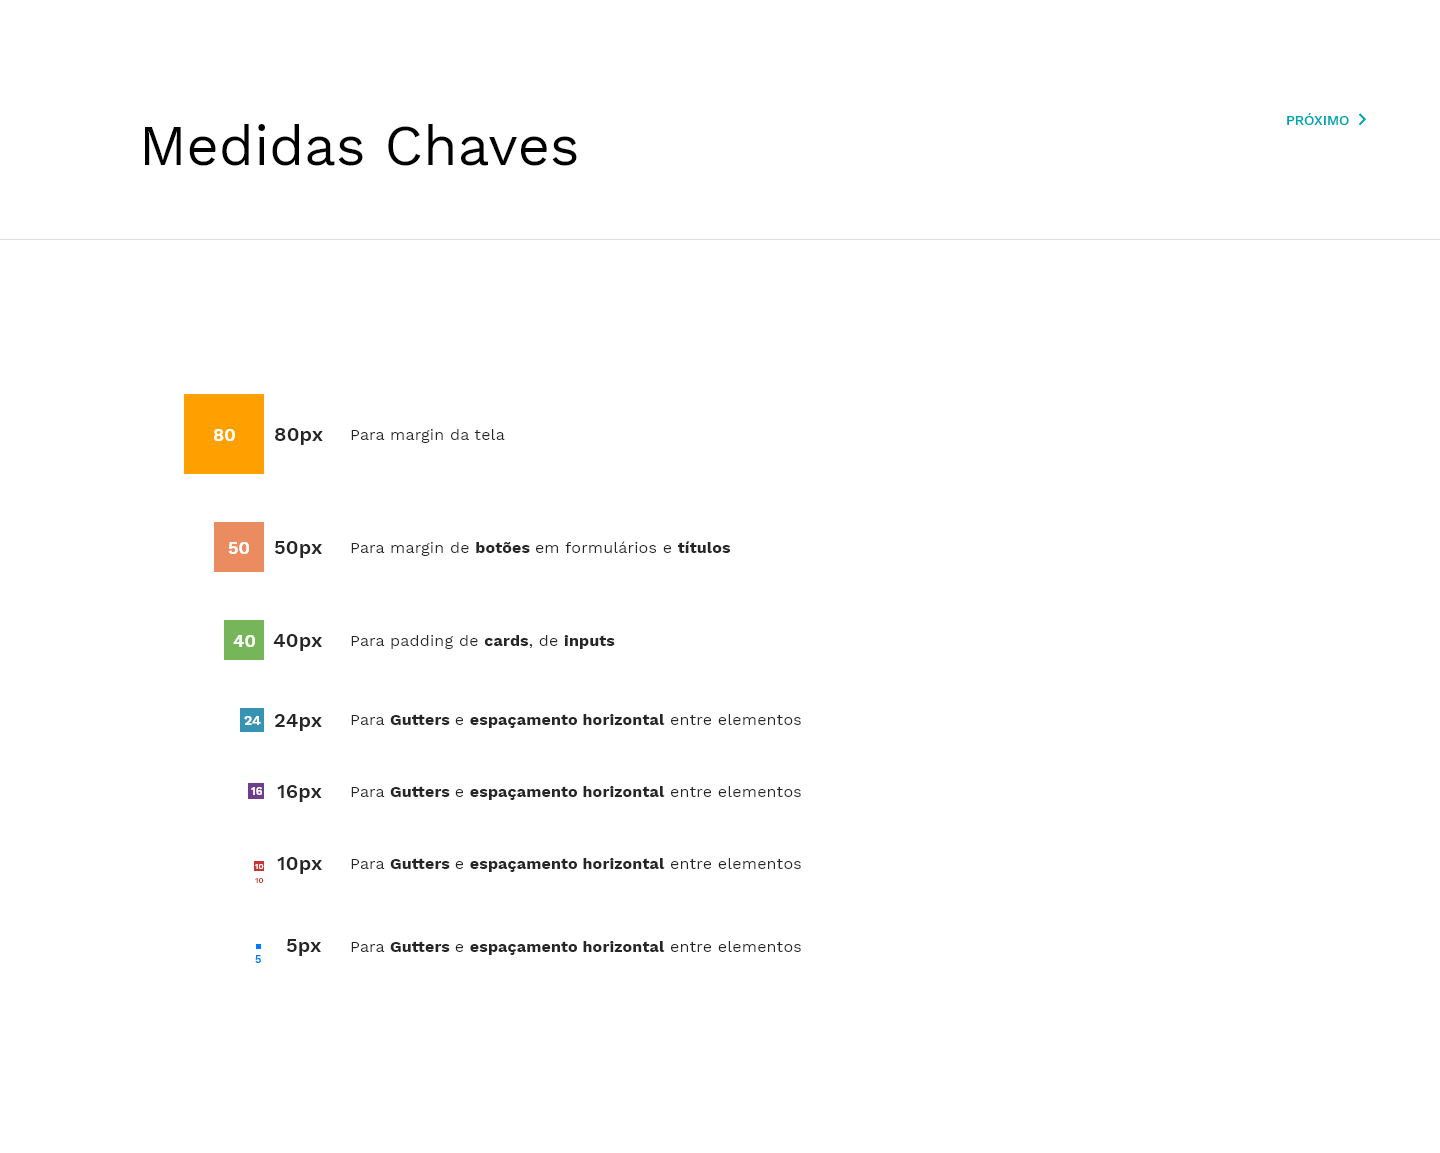 PRÓXIMO
Medidas Chaves
80 80px Para margin da tela
50 50px Para margin de botões em formulários e títulos
40 40px Para padding de cards, de inputs
24 24px Para Gutters e espaçamento horizontal entre elementos
16 16px Para Gutters e espaçamento horizontal entre elementos
10 10px Para Gutters e espaçamento horizontal entre elementos
10
5px Para Gutters e espaçamento horizontal entre elementos
5